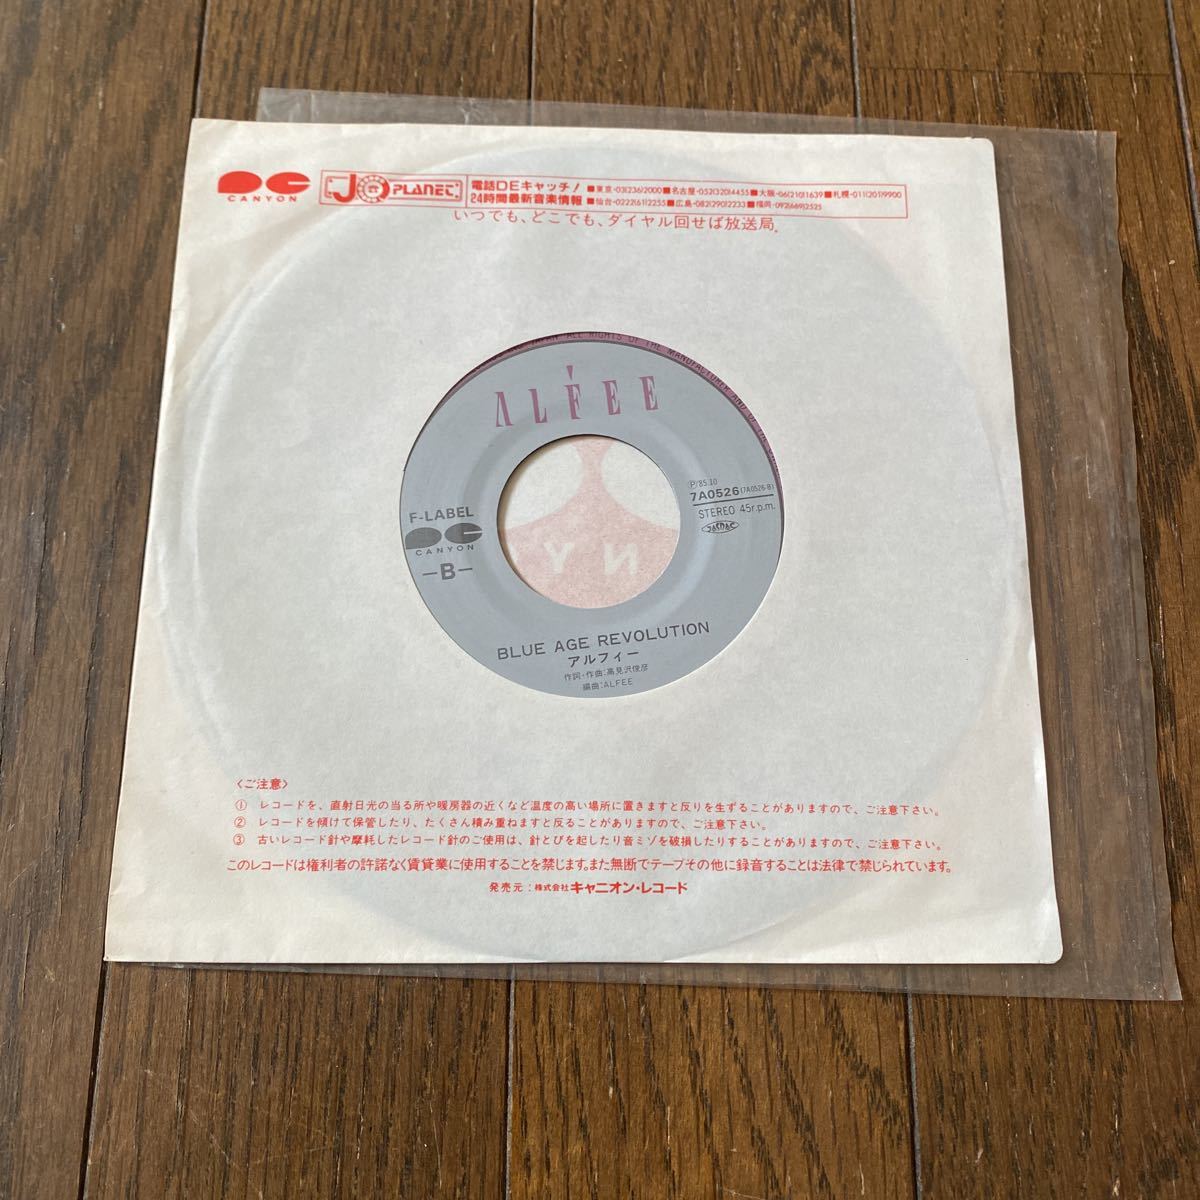 CANYON
J PLANET
電話DEキャッチ!
24時間最新音楽情報
■東京・03(236)2000■名古屋・052(320)4455■大阪・06(210)1639■札幌・011(201)9900
■仙台・0222(61)2255■広島・082(290)2233■福岡・092(669)2525
いつでも、どこでも、ダイヤル回せば放送局。
JAPAN ALL RIGHTS OF THE MANUFACTURER AND OF THE
ALFEE
Ⓟ'85.10
7A0526(7A0526-B)
STEREO 45r.p.m.
F-LABEL
CANYON
—B—
NY
BLUE AGE REVOLUTION
アルフィー
作詞・作曲:高見沢俊彦
編曲:ALFEE
〈ご注意〉
① レコードを、直射日光の当る所や暖房器の近くなど温度の高い場所に置きますと反りを生ずることがありますので、ご注意下さい。
② レコードを傾けて保管したり、たくさん積み重ねますと反ることがありますので、ご注意下さい。
③ 古いレコード針や摩耗したレコード針のご使用は、針とびを起したり音ミゾを破損したりすることがありますので、ご注意下さい。
このレコードは権利者の許諾なく賃貸業に使用することを禁じます。また無断でテープその他に録音することは法律で禁じられています。
発売元:株式会社キャニオン・レコード